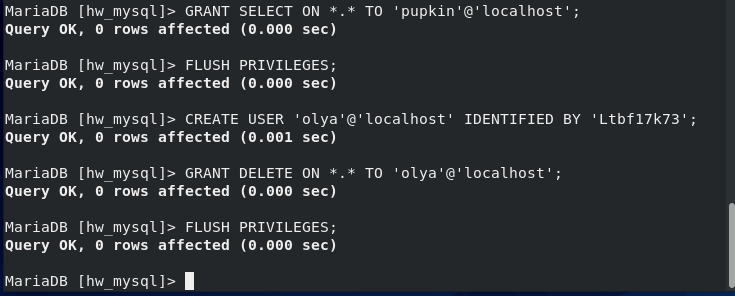 MariaDB [hw_mysql]> GRANT SELECT ON *.* TO 'pupkin'@'localhost';
Query OK, 0 rows affected (0.000 sec)
MariaDB [hw_mysql]> FLUSH PRIVILEGES;
Query OK, 0 rows affected (0.000 sec)
MariaDB [hw_mysql]> CREATE USER 'olya'@'localhost' IDENTIFIED BY 'Ltbf17k73';
Query OK, 0 rows affected (0.001 sec)
MariaDB [hw_mysql]> GRANT DELETE ON *.* TO 'olya'@'localhost';
Query OK, 0 rows affected (0.000 sec)
MariaDB [hw_mysql]> FLUSH PRIVILEGES;
Query OK, 0 rows affected (0.000 sec)
MariaDB [hw_mysql]>